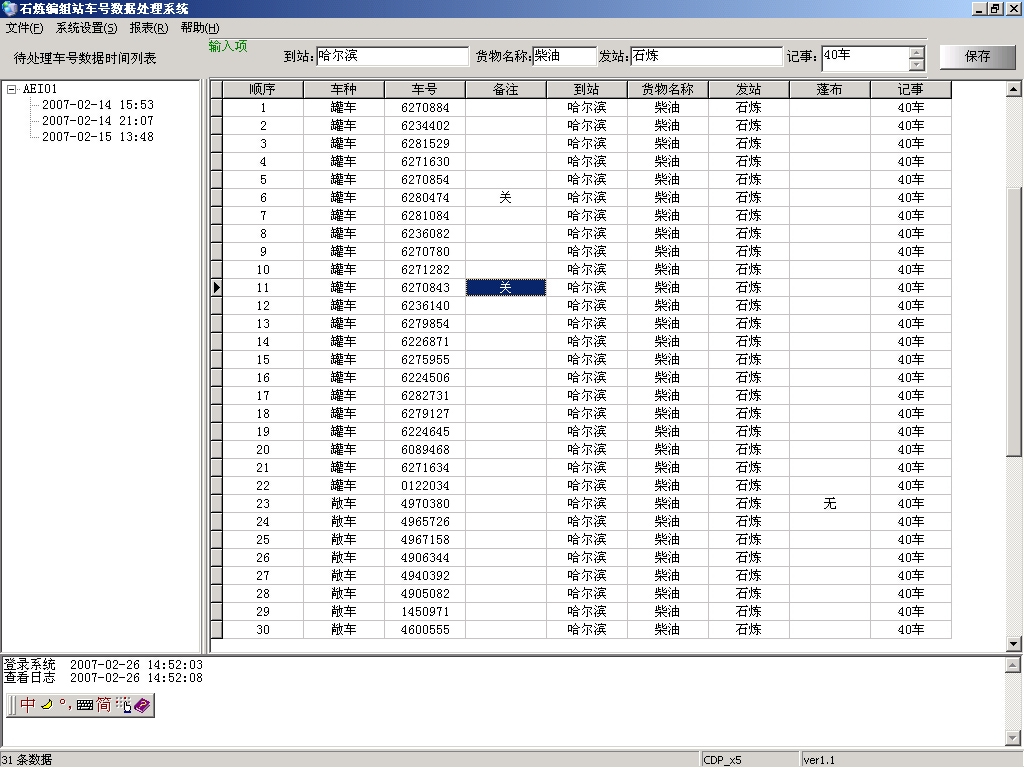 石炼编组站车号数据处理系统
文件(F) 系统设置(S) 报表(R) 帮助(H)
输入项
待处理车号数据时间列表 到站: 哈尔滨 货物名称: 柴油 发站: 石炼 记事: 40车 保存
AEI01
2007-02-14 15:53
2007-02-14 21:07
2007-02-15 13:48
顺序 车种 车号 备注 到站 货物名称 发站 蓬布 记事
1 罐车 6270884 哈尔滨 柴油 石炼 40车
2 罐车 6234402 哈尔滨 柴油 石炼 40车
3 罐车 6281529 哈尔滨 柴油 石炼 40车
4 罐车 6271630 哈尔滨 柴油 石炼 40车
5 罐车 6270854 哈尔滨 柴油 石炼 40车
6 罐车 6280474 关 哈尔滨 柴油 石炼 40车
7 罐车 6281084 哈尔滨 柴油 石炼 40车
8 罐车 6236082 哈尔滨 柴油 石炼 40车
9 罐车 6270780 哈尔滨 柴油 石炼 40车
10 罐车 6271282 哈尔滨 柴油 石炼 40车
11 罐车 6270843 关 哈尔滨 柴油 石炼 40车
12 罐车 6236140 哈尔滨 柴油 石炼 40车
13 罐车 6279854 哈尔滨 柴油 石炼 40车
14 罐车 6226871 哈尔滨 柴油 石炼 40车
15 罐车 6275955 哈尔滨 柴油 石炼 40车
16 罐车 6224506 哈尔滨 柴油 石炼 40车
17 罐车 6282731 哈尔滨 柴油 石炼 40车
18 罐车 6279127 哈尔滨 柴油 石炼 40车
19 罐车 6224645 哈尔滨 柴油 石炼 40车
20 罐车 6089468 哈尔滨 柴油 石炼 40车
21 罐车 6271634 哈尔滨 柴油 石炼 40车
22 罐车 0122034 哈尔滨 柴油 石炼 40车
23 敞车 4970380 哈尔滨 柴油 石炼 无 40车
24 敞车 4965726 哈尔滨 柴油 石炼 40车
25 敞车 4967158 哈尔滨 柴油 石炼 40车
26 敞车 4906344 哈尔滨 柴油 石炼 40车
27 敞车 4940392 哈尔滨 柴油 石炼 40车
28 敞车 4905082 哈尔滨 柴油 石炼 40车
29 敞车 1450971 哈尔滨 柴油 石炼 40车
30 敞车 4600555 哈尔滨 柴油 石炼 40车
登录系统 2007-02-26 14:52:03
查看日志 2007-02-26 14:52:08
中 °, 简
31 条数据 CDP_x5 ver1.1